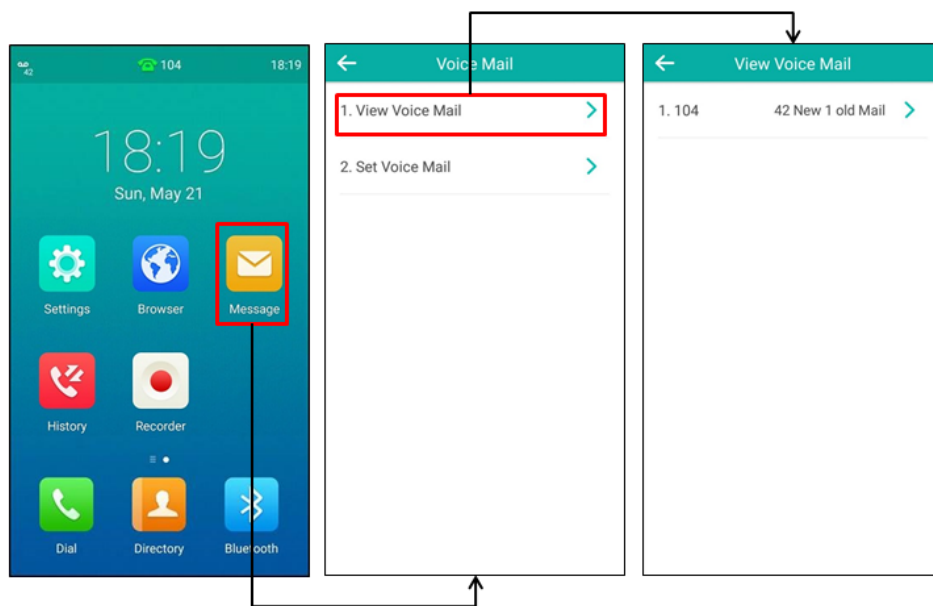 42
104
18:19
18:19
Sun, May 21
Settings
Browser
Message
History
Recorder
Dial
Directory
Bluetooth
Voice Mail
1. View Voice Mail
2. Set Voice Mail
View Voice Mail
1. 104 42 New 1 old Mail